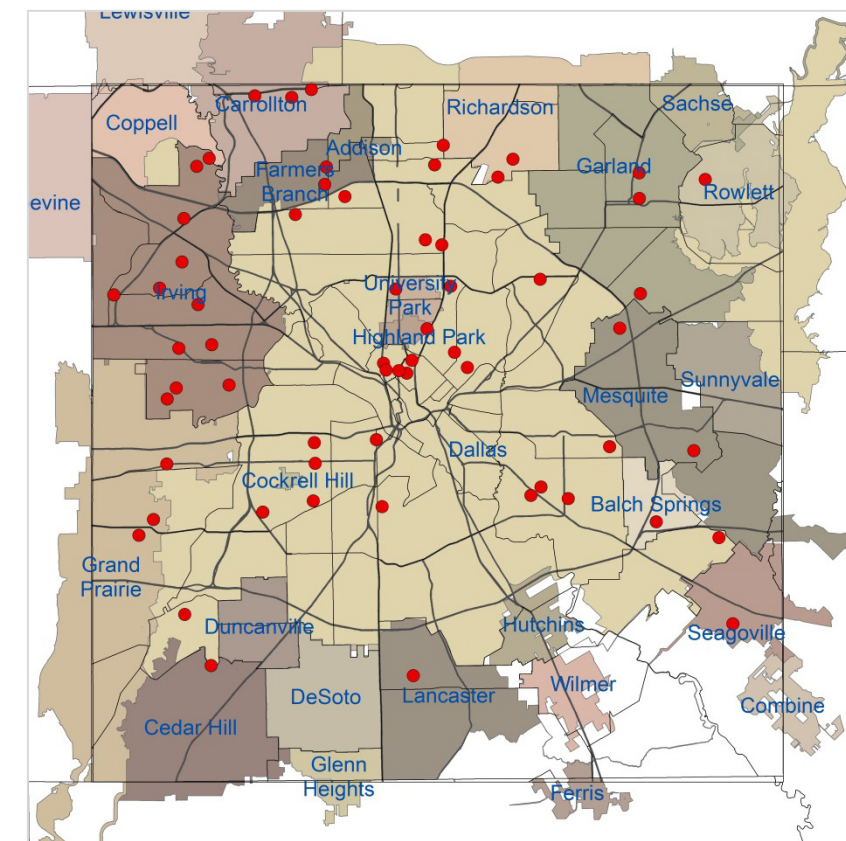 Lewisville
Carrollton
Richardson
Sachse
Coppell
Addison
Farmers
Branch
Garland
Rowlett
evine
University
Park
Irving
Highland Park
Sunnyvale
Mesquite
Dallas
Cockrell Hill
Balch Springs
Grand
Prairie
Duncanville
Hutchins
Seagoville
DeSoto
Lancaster
Wilmer
Combine
Cedar Hill
Glenn
Heights
Ferris